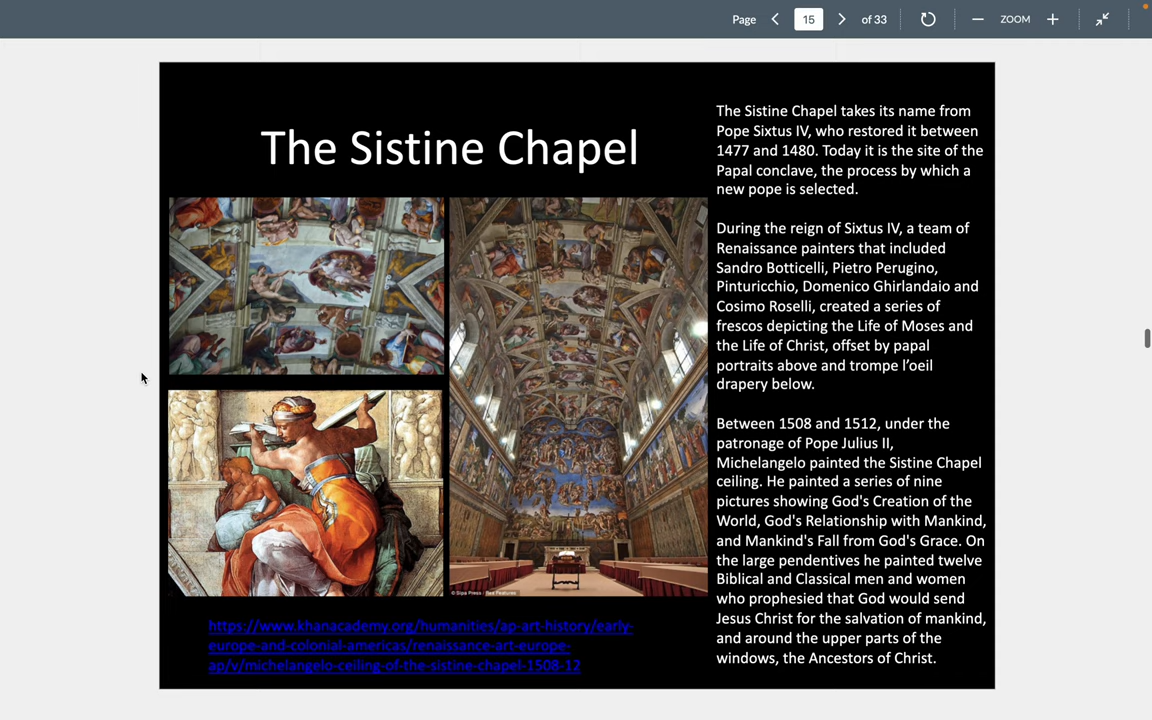 Page 15 of 33 ZOOM
The Sistine Chapel
© Sipa Press / Rex Features
https://www.khanacademy.org/humanities/ap-art-history/early-
europe-and-colonial-americas/renaissance-art-europe-
ap/v/michelangelo-ceiling-of-the-sistine-chapel-1508-12
The Sistine Chapel takes its name from
Pope Sixtus IV, who restored it between
1477 and 1480. Today it is the site of the
Papal conclave, the process by which a
new pope is selected.
During the reign of Sixtus IV, a team of
Renaissance painters that included
Sandro Botticelli, Pietro Perugino,
Pinturicchio, Domenico Ghirlandaio and
Cosimo Roselli, created a series of
frescos depicting the Life of Moses and
the Life of Christ, offset by papal
portraits above and trompe l’oeil
drapery below.
Between 1508 and 1512, under the
patronage of Pope Julius II,
Michelangelo painted the Sistine Chapel
ceiling. He painted a series of nine
pictures showing God's Creation of the
World, God's Relationship with Mankind,
and Mankind's Fall from God's Grace. On
the large pendentives he painted twelve
Biblical and Classical men and women
who prophesied that God would send
Jesus Christ for the salvation of mankind,
and around the upper parts of the
windows, the Ancestors of Christ.